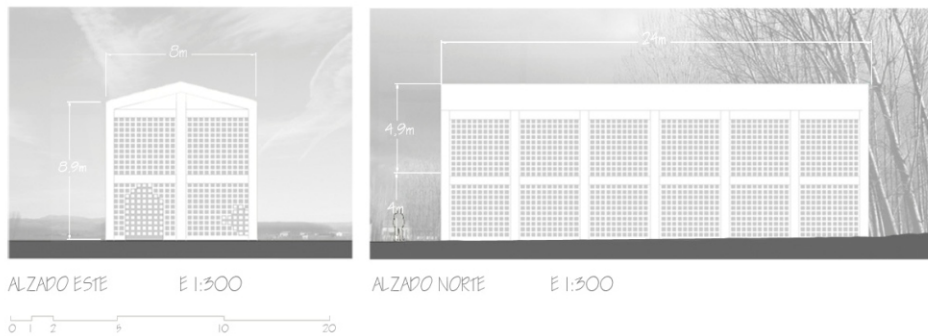 8m
8,9m
24m
4,9m
4m
ALZADO ESTE E 1:300
ALZADO NORTE E 1:300
0 1 2 5 10 20